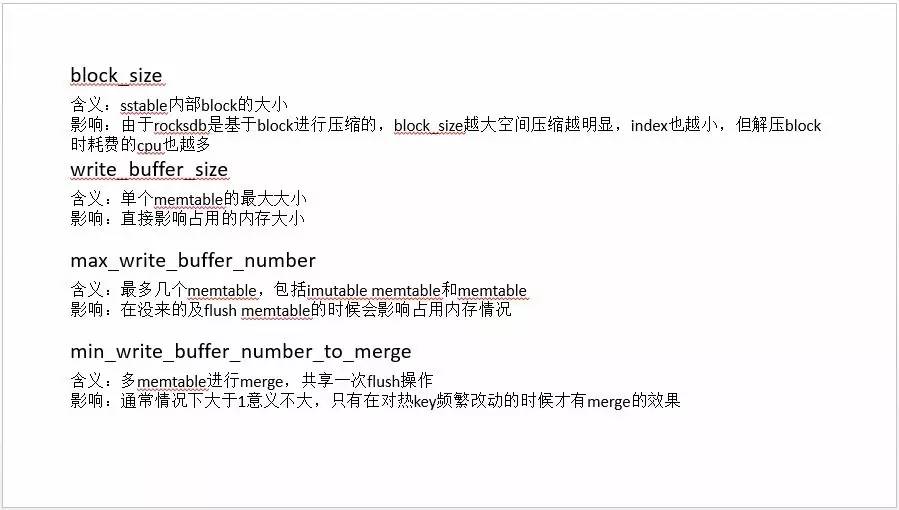 block_size
含义：sstable内部block的大小
影响：由于rocksdb是基于block进行压缩的，block_size越大空间压缩越明显，index也越小，但解压block
时耗费的cpu也越多
write_buffer_size
含义：单个memtable的最大大小
影响：直接影响占用的内存大小
max_write_buffer_number
含义：最多几个memtable，包括imutable memtable和memtable
影响：在没来的及flush memtable的时候会影响占用内存情况
min_write_buffer_number_to_merge
含义：多memtable进行merge，共享一次flush操作
影响：通常情况下大于1意义不大，只有在对热key频繁改动的时候才有merge的效果